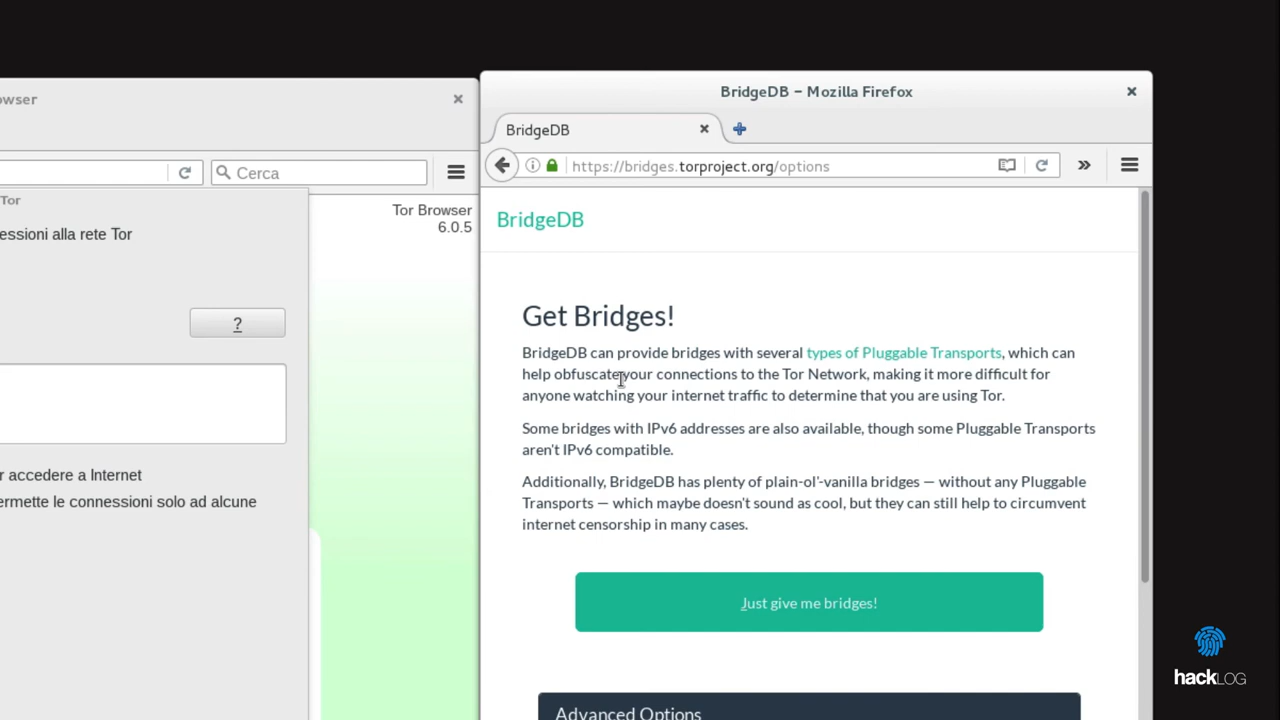 owser
Cerca
Tor
essioni alla rete Tor
?
r accedere a Internet
ermette le connessioni solo ad alcune
Tor Browser
6.0.5
BridgeDB – Mozilla Firefox
BridgeDB
https://bridges.torproject.org/options
BridgeDB
Get Bridges!
BridgeDB can provide bridges with several types of Pluggable Transports, which can
help obfuscate your connections to the Tor Network, making it more difficult for
anyone watching your internet traffic to determine that you are using Tor.
Some bridges with IPv6 addresses are also available, though some Pluggable Transports
aren't IPv6 compatible.
Additionally, BridgeDB has plenty of plain-ol'-vanilla bridges — without any Pluggable
Transports — which maybe doesn't sound as cool, but they can still help to circumvent
internet censorship in many cases.
Just give me bridges!
Advanced Options
hackLOG